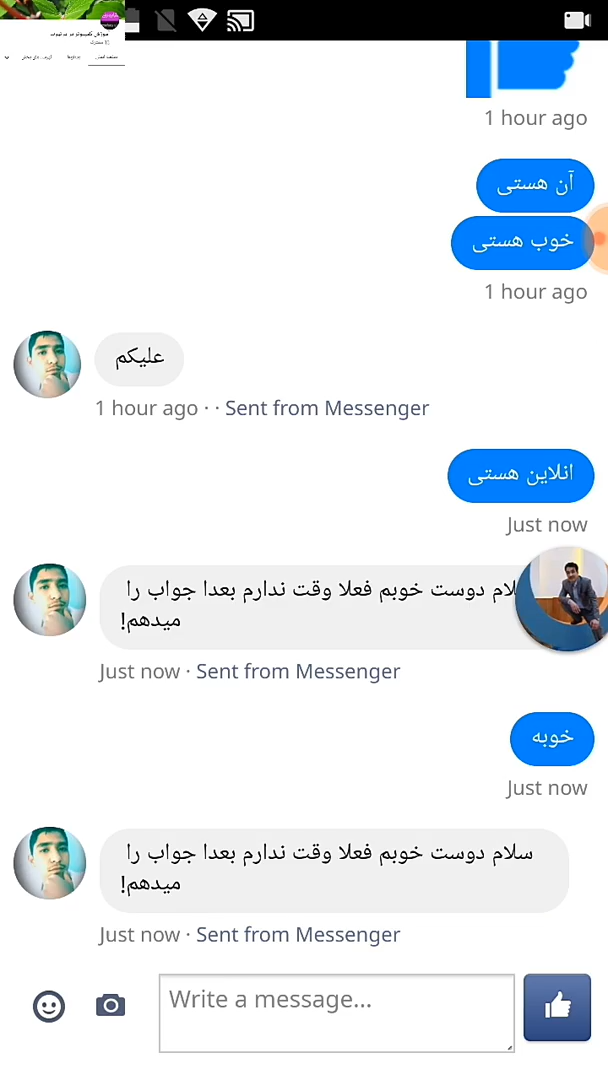 1 hour ago
آن هستی
خوب هستی
1 hour ago
علیکم
1 hour ago · · Sent from Messenger
انلاین هستی
Just now
دوست خوبم فعلا وقت ندارم بعدا جواب را
میدهم!
Just now · Sent from Messenger
خوبه
Just now
سلام دوست خوبم فعلا وقت ندارم بعدا جواب را
میدهم!
Just now · Sent from Messenger
Write a message...